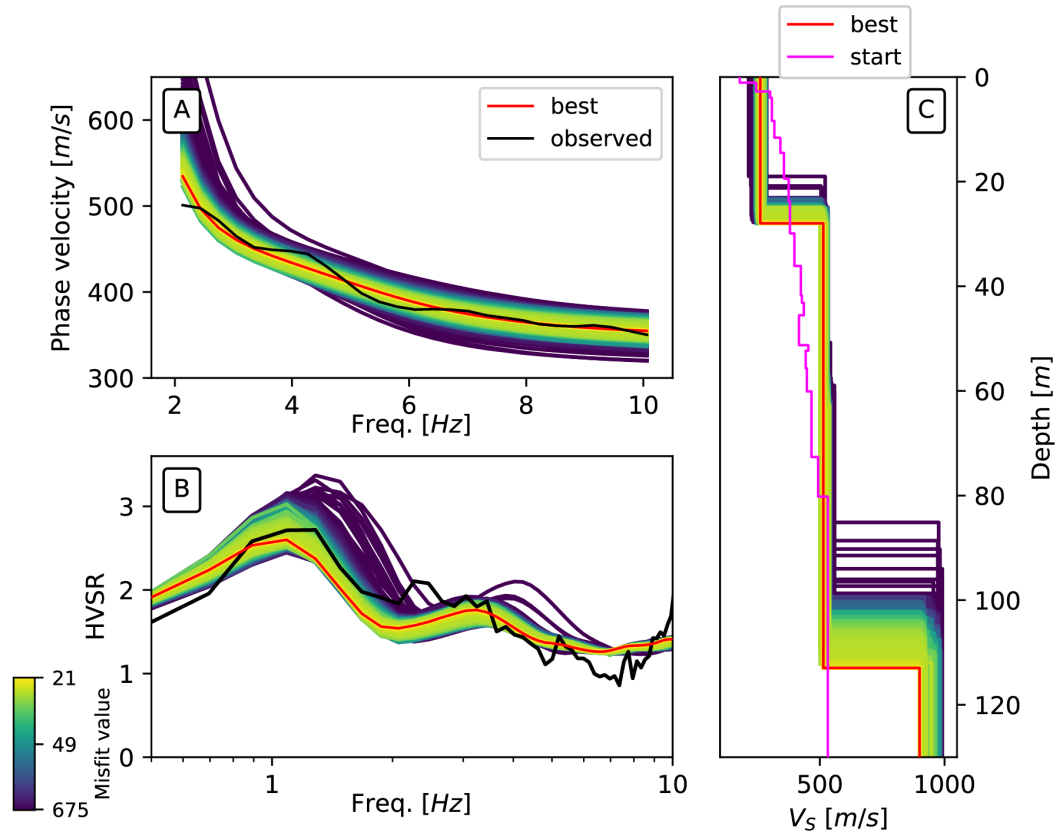 best
start
A
best
observed
600
500
400
300
Phase velocity [m/s]
2
4
6
8
10
Freq. [Hz]
B
3
2
1
0
HVSR
1
10
Freq. [Hz]
21
49
675
Misfit value
C
0
20
40
60
80
100
120
Depth [m]
500
1000
V_S [m/s]